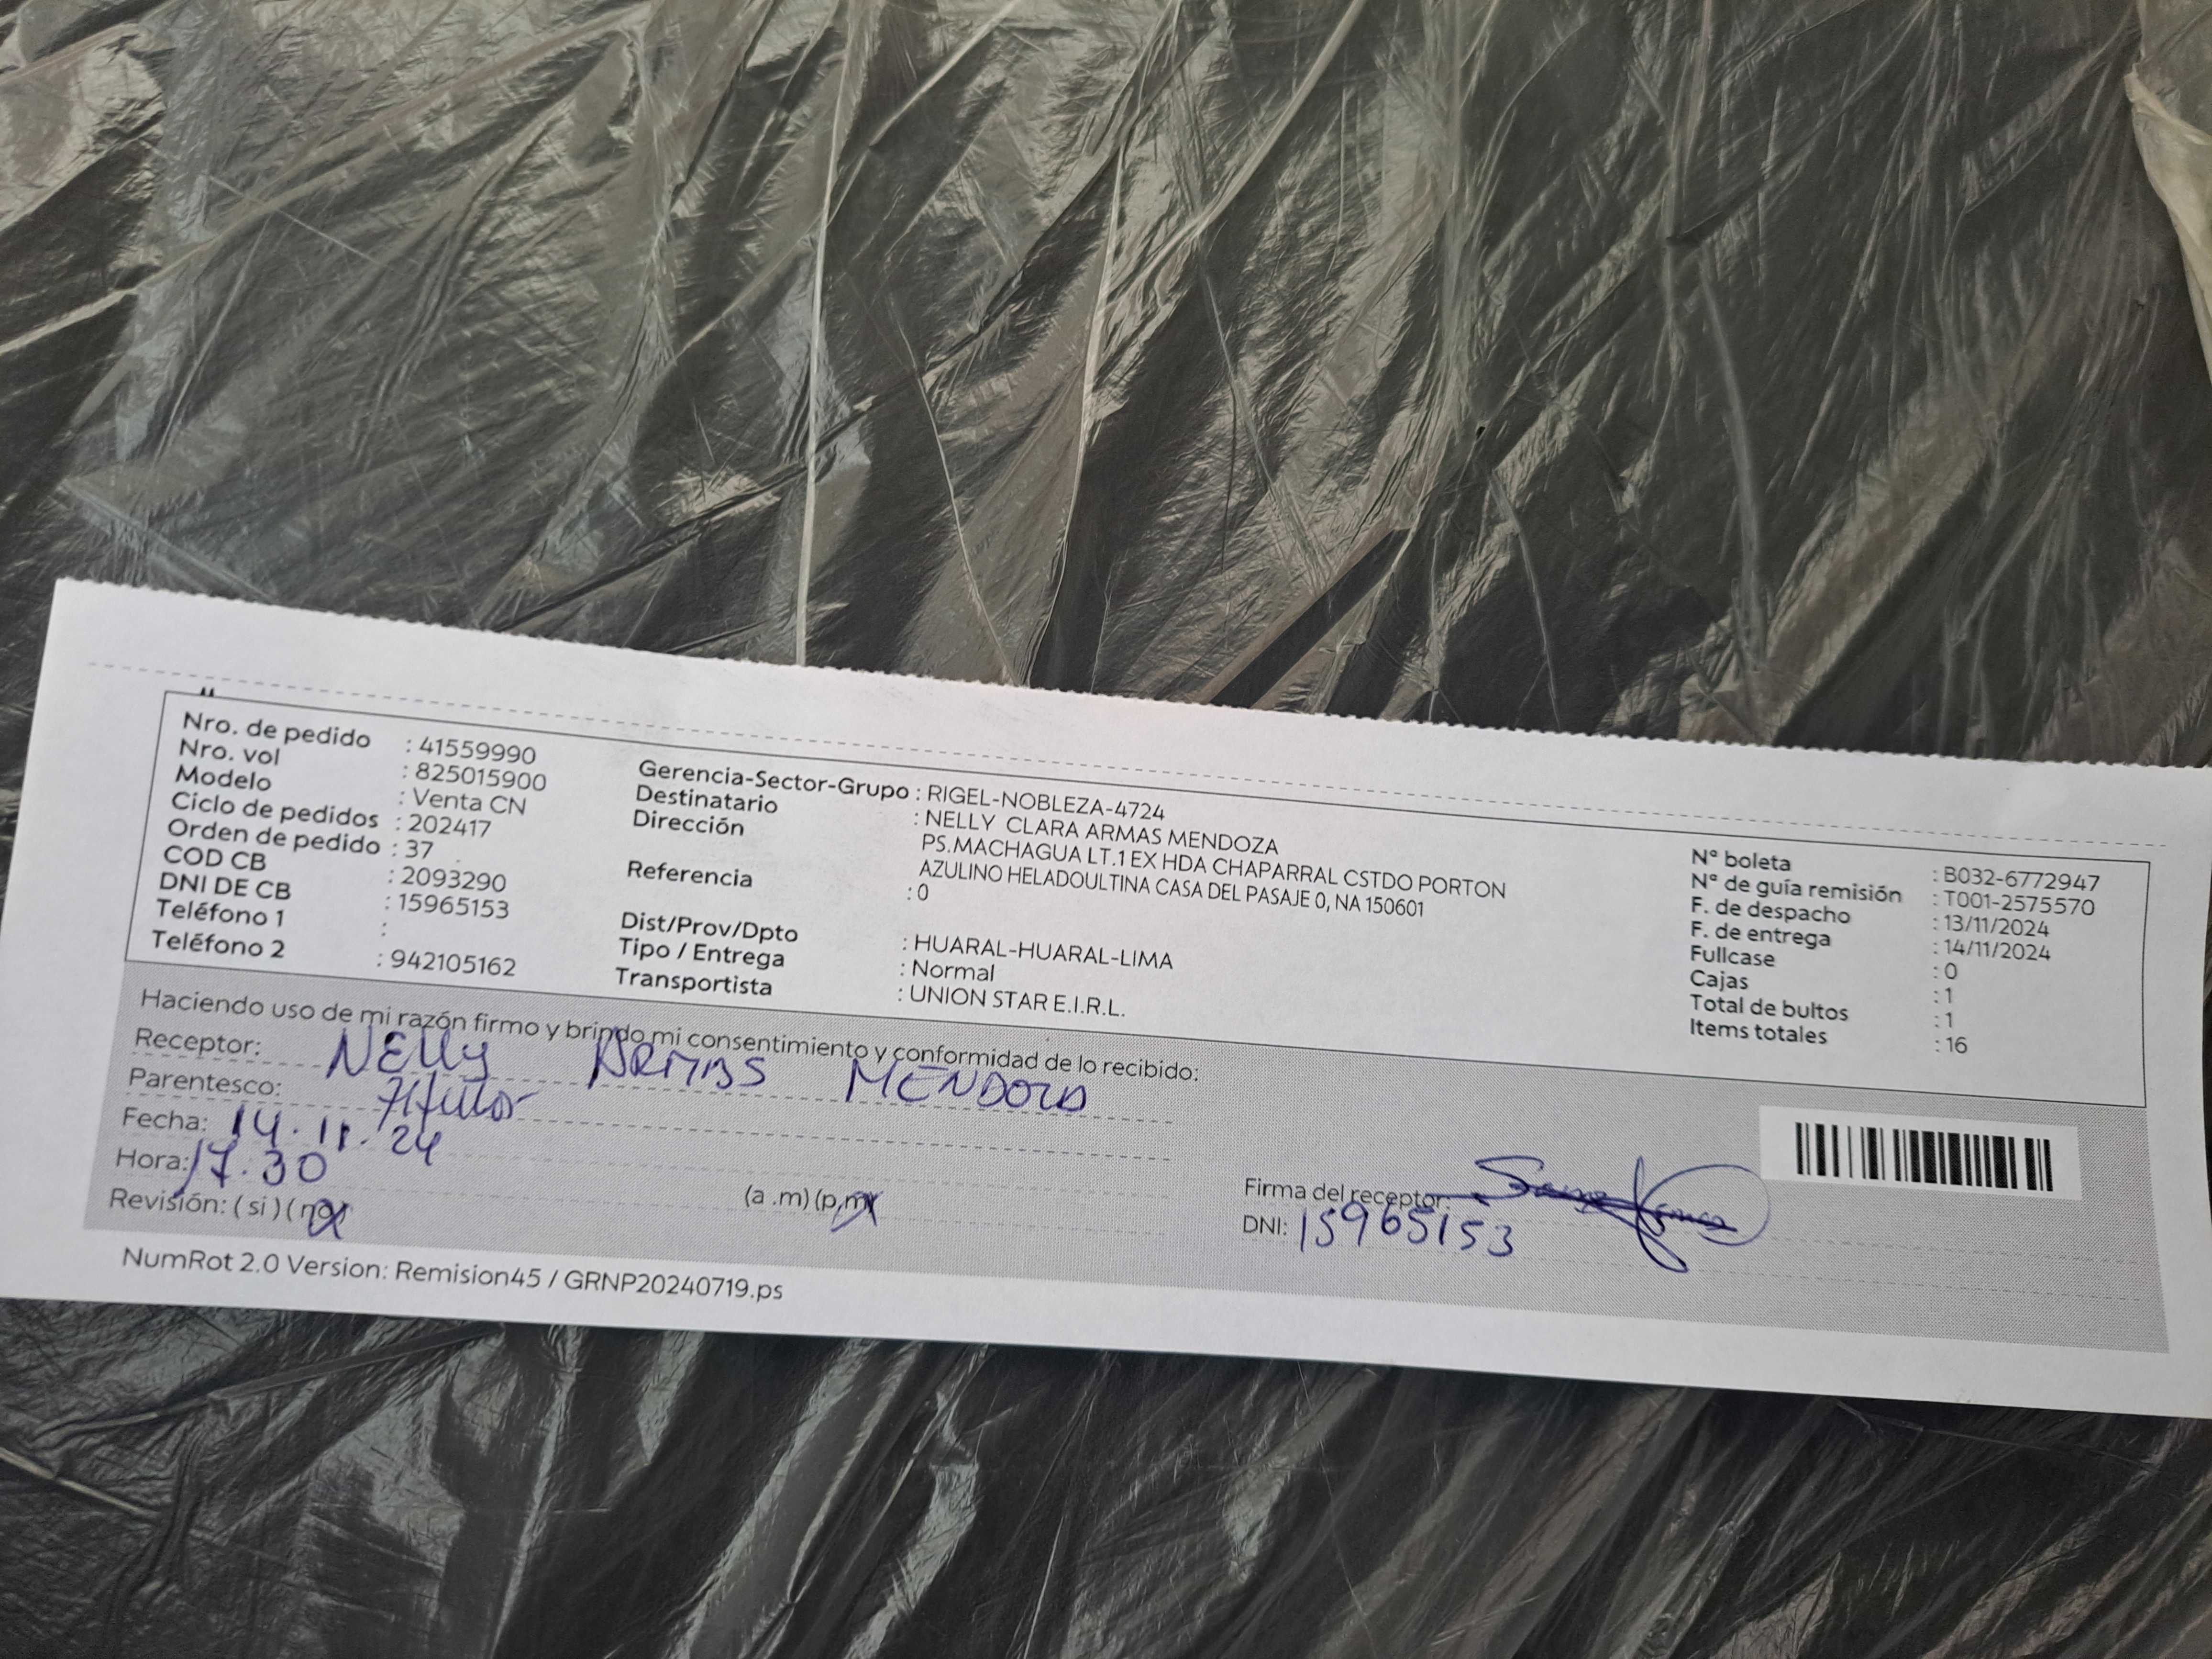 Nro. de pedido : 41559990
Nro. vol : 825015900
Modelo : Venta CN
Ciclo de pedidos : 202417
Orden de pedido : 37
COD CB : 2093290
DNI DE CB : 15965153
Teléfono 1 :
Teléfono 2 : 942105162
Gerencia-Sector-Grupo : RIGEL-NOBLEZA-4724
Destinatario : NELLY CLARA ARMAS MENDOZA
Dirección PS.MACHAGUA LT.1 EX HDA CHAPARRAL CSTDO PORTON
AZULINO HELADOULTINA CASA DEL PASAJE 0, NA 150601
Referencia : 0
Dist/Prov/Dpto : HUARAL-HUARAL-LIMA
Tipo / Entrega : Normal
Transportista : UNION STAR E.I.R.L.
N° boleta : B032-6772947
N° de guía remisión : T001-2575570
F. de despacho : 13/11/2024
F. de entrega : 14/11/2024
Fullcase : 0
Cajas : 1
Total de bultos : 1
Items totales : 16
Haciendo uso de mi razón firmo y brindo mi consentimiento y conformidad de lo recibido:
Receptor: NELLY ARMAS MENDOZA
Parentesco:
Fecha: 14.11.24
Hora: 17.30 (a .m) (p,m)
Revisión: ( si ) ( no)
Firma del receptor:
DNI: 15965153
NumRot 2.0 Version: Remision45 / GRNP20240719.ps